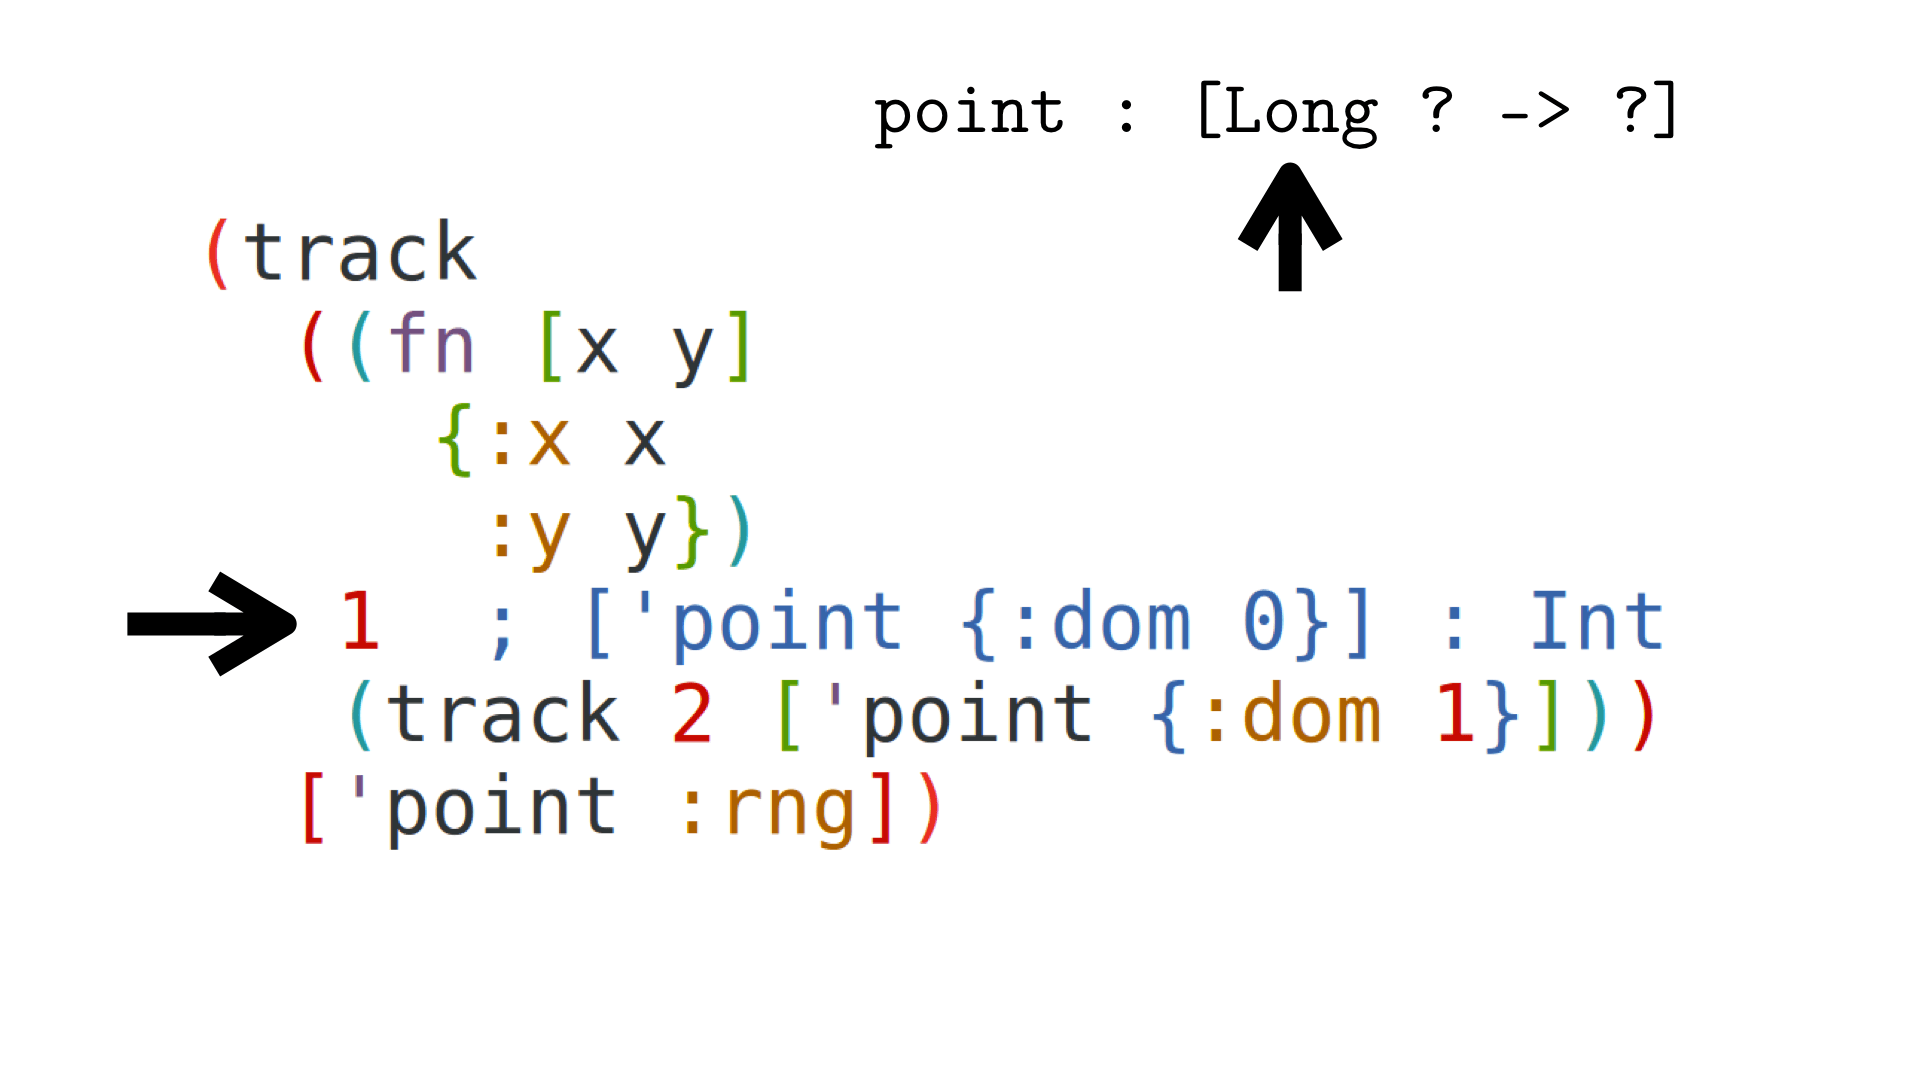 point : [Long ? -> ?]
(track
  ((fn [x y]
     {:x x
      :y y})
   1  ; ['point {:dom 0}] : Int
   (track 2 ['point {:dom 1}]))
  ['point :rng])